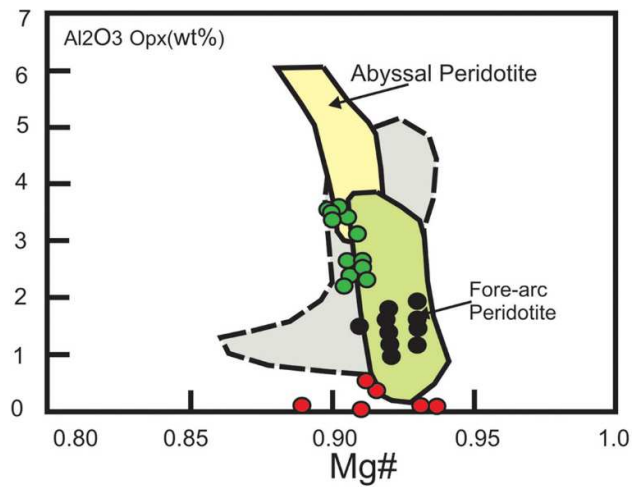 7
Al2O3 Opx(wt%)
6
Abyssal Peridotite
5
4
3
2
Fore-arc
Peridotite
1
0
0.80 0.85 0.90 0.95 1.0
Mg#